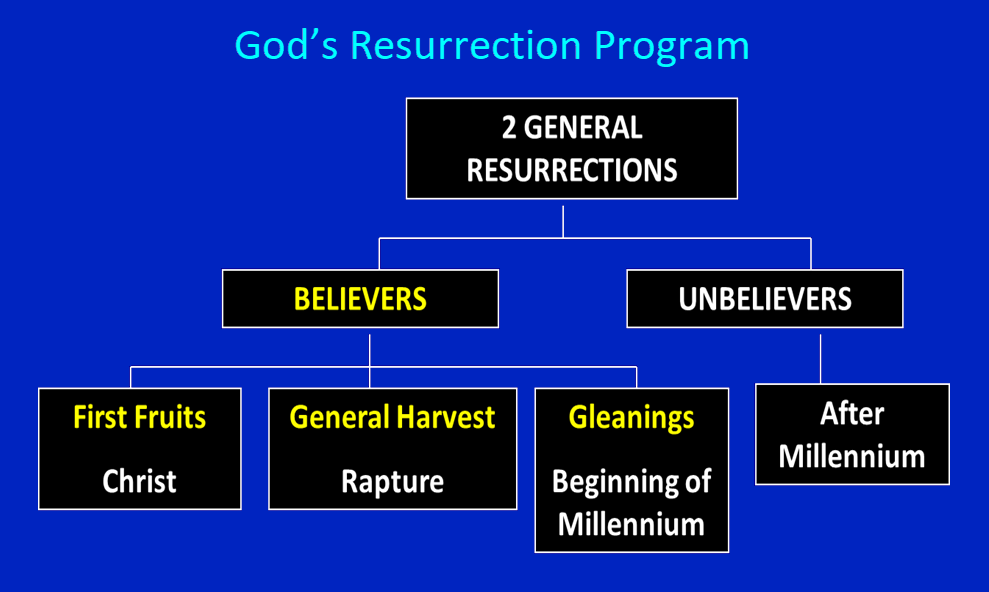 God’s Resurrection Program
2 GENERAL
RESURRECTIONS
BELIEVERS
UNBELIEVERS
First Fruits
Christ
General Harvest
Rapture
Gleanings
Beginning of
Millennium
After
Millennium